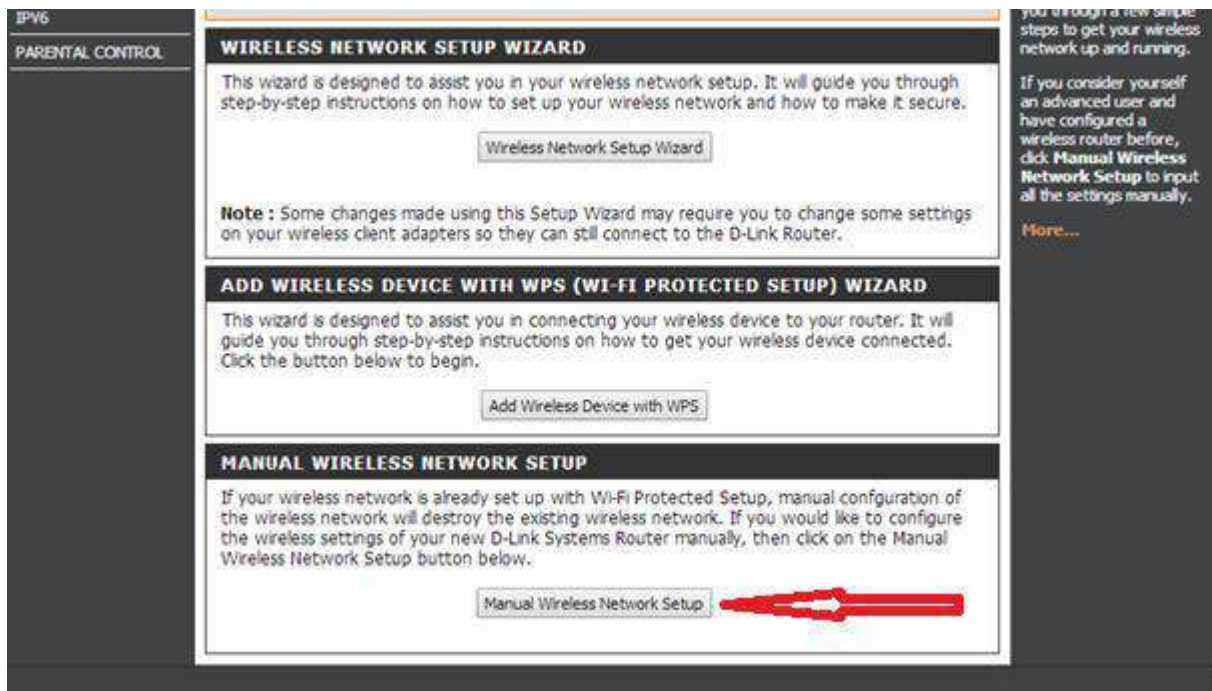 IPV6
PARENTAL CONTROL
WIRELESS NETWORK SETUP WIZARD
This wizard is designed to assist you in your wireless network setup. It will guide you through
step-by-step instructions on how to set up your wireless network and how to make it secure.
Wireless Network Setup Wizard
Note : Some changes made using this Setup Wizard may require you to change some settings
on your wireless client adapters so they can still connect to the D-Link Router.
ADD WIRELESS DEVICE WITH WPS (WI-FI PROTECTED SETUP) WIZARD
This wizard is designed to assist you in connecting your wireless device to your router. It will
guide you through step-by-step instructions on how to get your wireless device connected.
Click the button below to begin.
Add Wireless Device with WPS
MANUAL WIRELESS NETWORK SETUP
If your wireless network is already set up with Wi-Fi Protected Setup, manual confguration of
the wireless network will destroy the existing wireless network. If you would like to configure
the wireless settings of your new D-Link Systems Router manually, then click on the Manual
Wireless Network Setup button below.
Manual Wireless Network Setup
you through a few simple
steps to get your wireless
network up and running.
If you consider yourself
an advanced user and
have configured a
wireless router before,
click Manual Wireless
Network Setup to input
all the settings manually.
More...